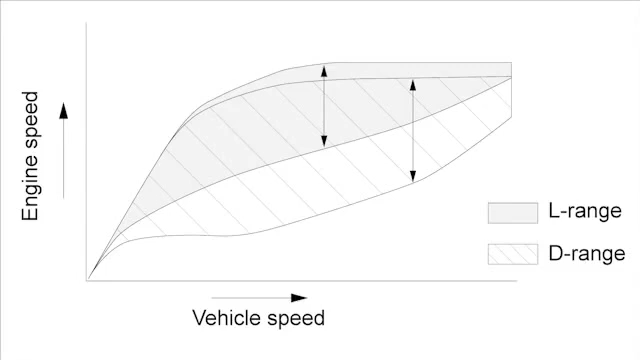 Engine speed
L-range
D-range
Vehicle speed